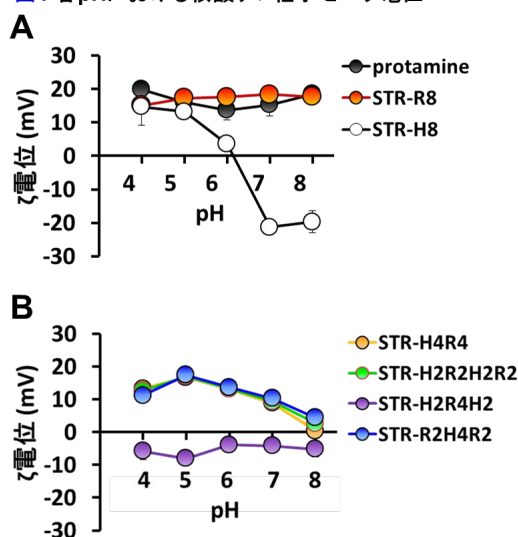 A
30
20
10
0
-10
-20
-30
ζ電位 (mV)
4 5 6 7 8
pH
protamine
STR-R8
STR-H8
B
30
20
10
0
-10
-20
-30
ζ電位 (mV)
4 5 6 7 8
pH
STR-H4R4
STR-H2R2H2R2
STR-H2R4H2
STR-R2H4R2